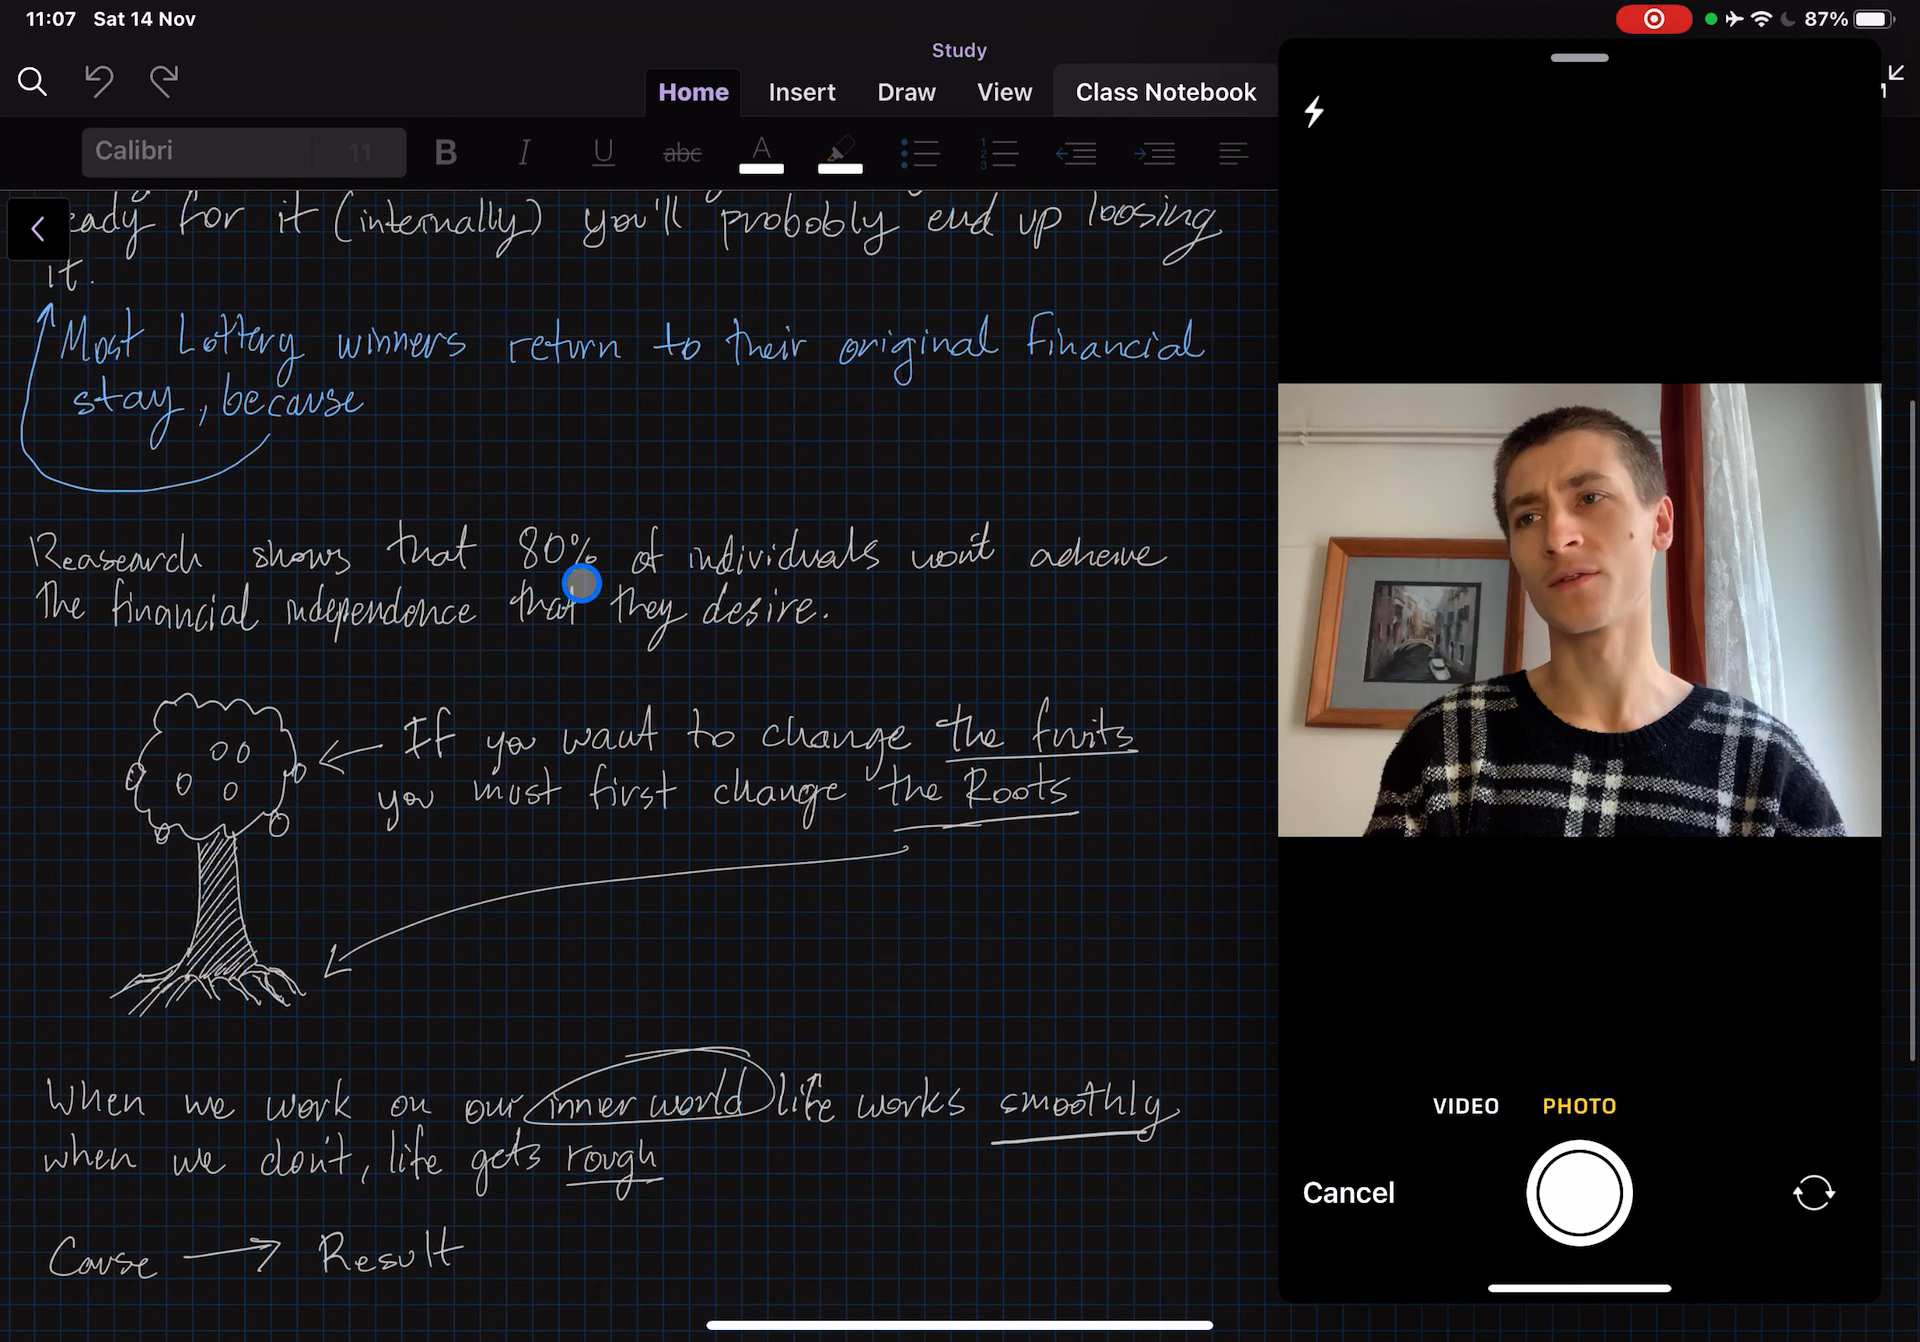 11:07 Sat 14 Nov
87%
Study
Home Insert Draw View Class Notebook
Calibri 11 B I U abc A
eady for it (internally) you'll probobly end up loosing
it.
Most Lottery winners return to their original financial
stay, because
Reasearch shows that 80% of individuals won't acheive
the financial independence that they desire.
If you want to change the fruits
you must first change the Roots
When we work on our inner world life works smoothly
when we don't, life gets rough
Cause → Result
VIDEO PHOTO
Cancel